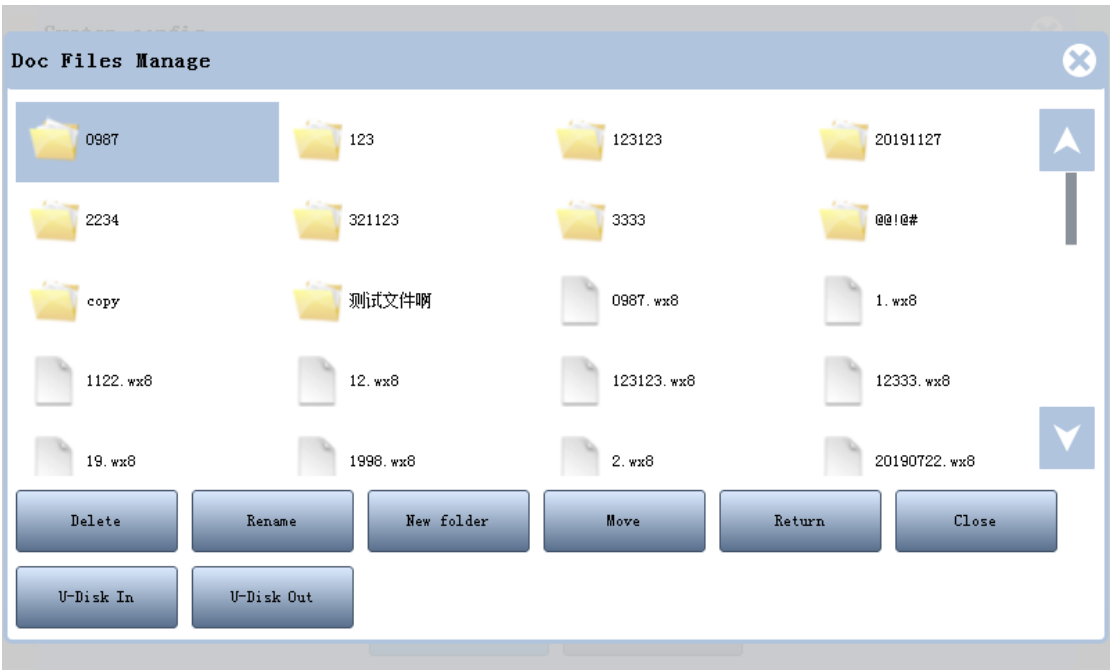 Doc Files Manage
0987
123
123123
20191127
2234
321123
3333
@@!@#
copy
测试文件啊
0987.wx8
1.wx8
1122.wx8
12.wx8
123123.wx8
12333.wx8
19.wx8
1998.wx8
2.wx8
20190722.wx8
Delete
Rename
New folder
Move
Return
Close
U-Disk In
U-Disk Out